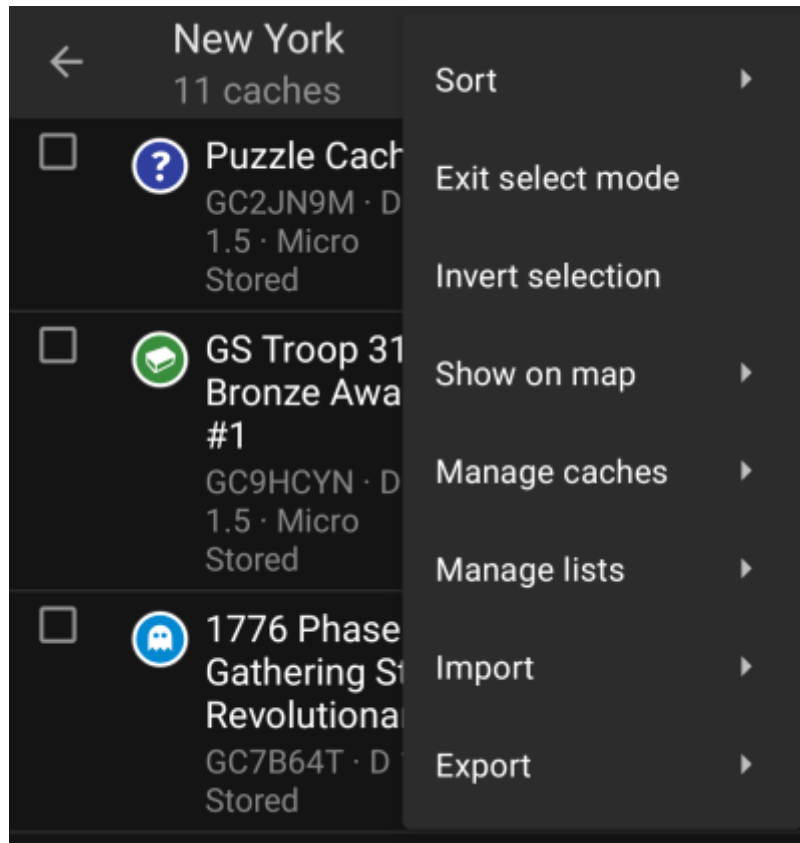 New York
11 caches
Puzzle Cach
GC2JN9M · D
1.5 · Micro
Stored
GS Troop 31
Bronze Awa
#1
GC9HCYN · D
1.5 · Micro
Stored
1776 Phase
Gathering St
Revolutiona
GC7B64T · D
Stored
Sort
Exit select mode
Invert selection
Show on map
Manage caches
Manage lists
Import
Export